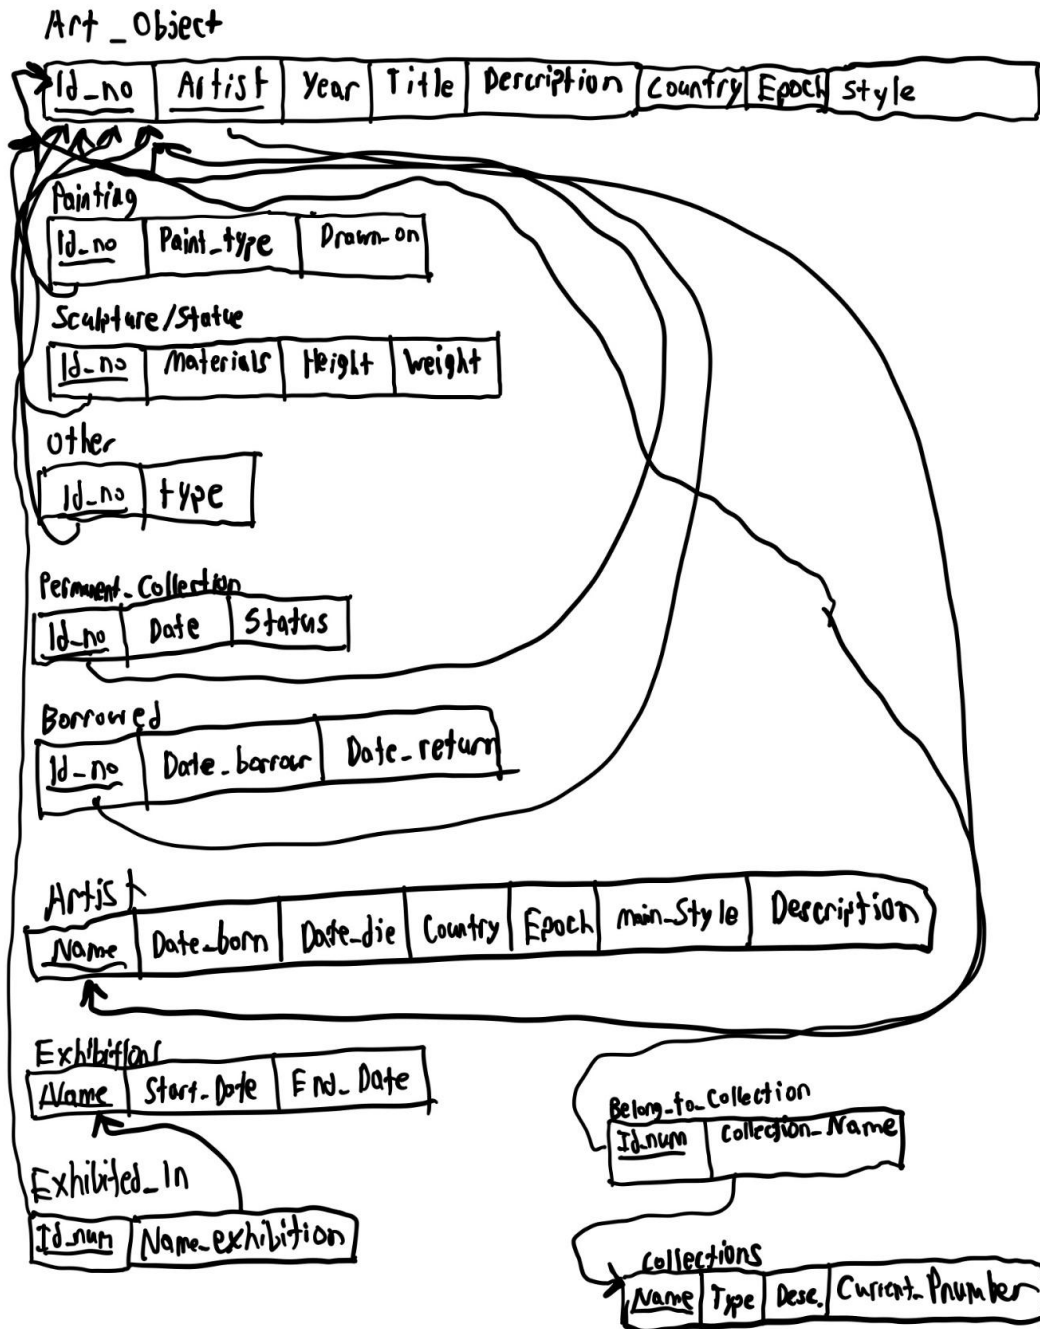 Art_Object
Id_no Artist Year Title Description Country Epoch Style
Painting
Id_no Paint_type Drawn_on
Sculpture/Statue
Id_no Materials Height Weight
Other
Id_no type
Permanent_Collection
Id_no Date Status
Borrowed
Id_no Date_borrow Date_return
Artist
Name Date_born Date_die Country Epoch main_Style Description
Exhibitions
Name Start_Date End_Date
Belong_to_Collection
Id_num Collection_Name
Exhibited_In
Id_num Name_exhibition
Collections
Name Type Desc. Current_Pnumber